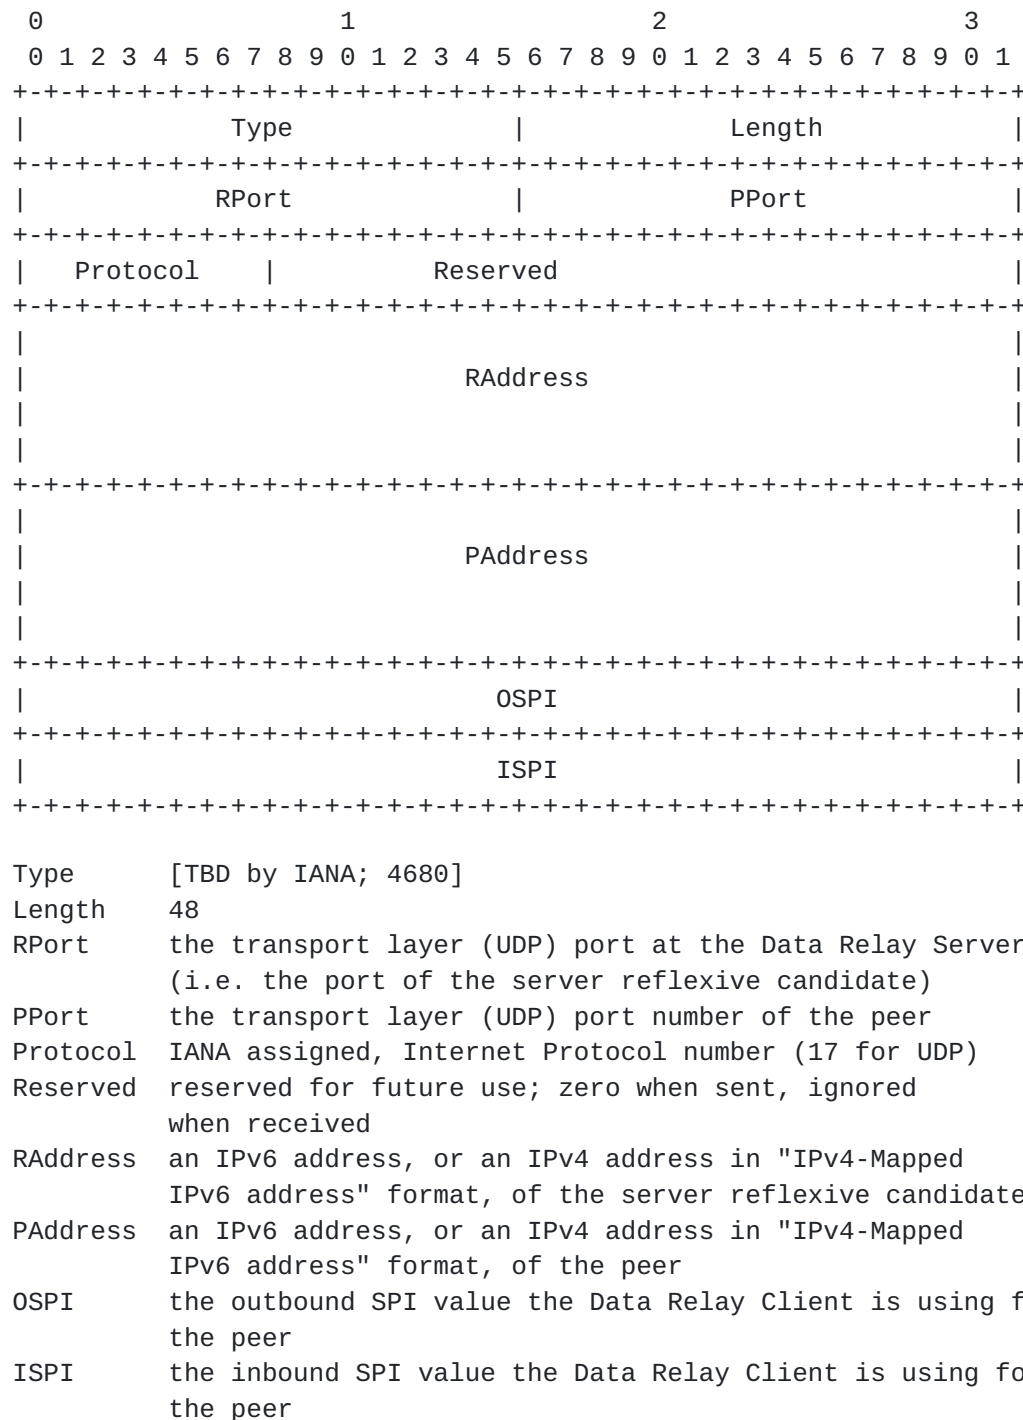 0                   1                   2                   3
 0 1 2 3 4 5 6 7 8 9 0 1 2 3 4 5 6 7 8 9 0 1 2 3 4 5 6 7 8 9 0 1
+-+-+-+-+-+-+-+-+-+-+-+-+-+-+-+-+-+-+-+-+-+-+-+-+-+-+-+-+-+-+-+-+
|             Type              |             Length            |
+-+-+-+-+-+-+-+-+-+-+-+-+-+-+-+-+-+-+-+-+-+-+-+-+-+-+-+-+-+-+-+-+
|            RPort              |             PPort             |
+-+-+-+-+-+-+-+-+-+-+-+-+-+-+-+-+-+-+-+-+-+-+-+-+-+-+-+-+-+-+-+-+
|   Protocol    |          Reserved                             |
+-+-+-+-+-+-+-+-+-+-+-+-+-+-+-+-+-+-+-+-+-+-+-+-+-+-+-+-+-+-+-+-+
|                                                               |
|                            RAddress                           |
|                                                               |
|                                                               |
+-+-+-+-+-+-+-+-+-+-+-+-+-+-+-+-+-+-+-+-+-+-+-+-+-+-+-+-+-+-+-+-+
|                                                               |
|                            PAddress                           |
|                                                               |
|                                                               |
+-+-+-+-+-+-+-+-+-+-+-+-+-+-+-+-+-+-+-+-+-+-+-+-+-+-+-+-+-+-+-+-+
|                              OSPI                             |
+-+-+-+-+-+-+-+-+-+-+-+-+-+-+-+-+-+-+-+-+-+-+-+-+-+-+-+-+-+-+-+-+
|                              ISPI                             |
+-+-+-+-+-+-+-+-+-+-+-+-+-+-+-+-+-+-+-+-+-+-+-+-+-+-+-+-+-+-+-+-+
Type      [TBD by IANA; 4680]
Length    48
RPort     the transport layer (UDP) port at the Data Relay Server
          (i.e. the port of the server reflexive candidate)
PPort     the transport layer (UDP) port number of the peer
Protocol  IANA assigned, Internet Protocol number (17 for UDP)
Reserved  reserved for future use; zero when sent, ignored
          when received
RAddress  an IPv6 address, or an IPv4 address in "IPv4-Mapped
          IPv6 address" format, of the server reflexive candidate
PAddress  an IPv6 address, or an IPv4 address in "IPv4-Mapped
          IPv6 address" format, of the peer
OSPI      the outbound SPI value the Data Relay Client is using
          the peer
ISPI      the inbound SPI value the Data Relay Client is using
          the peer